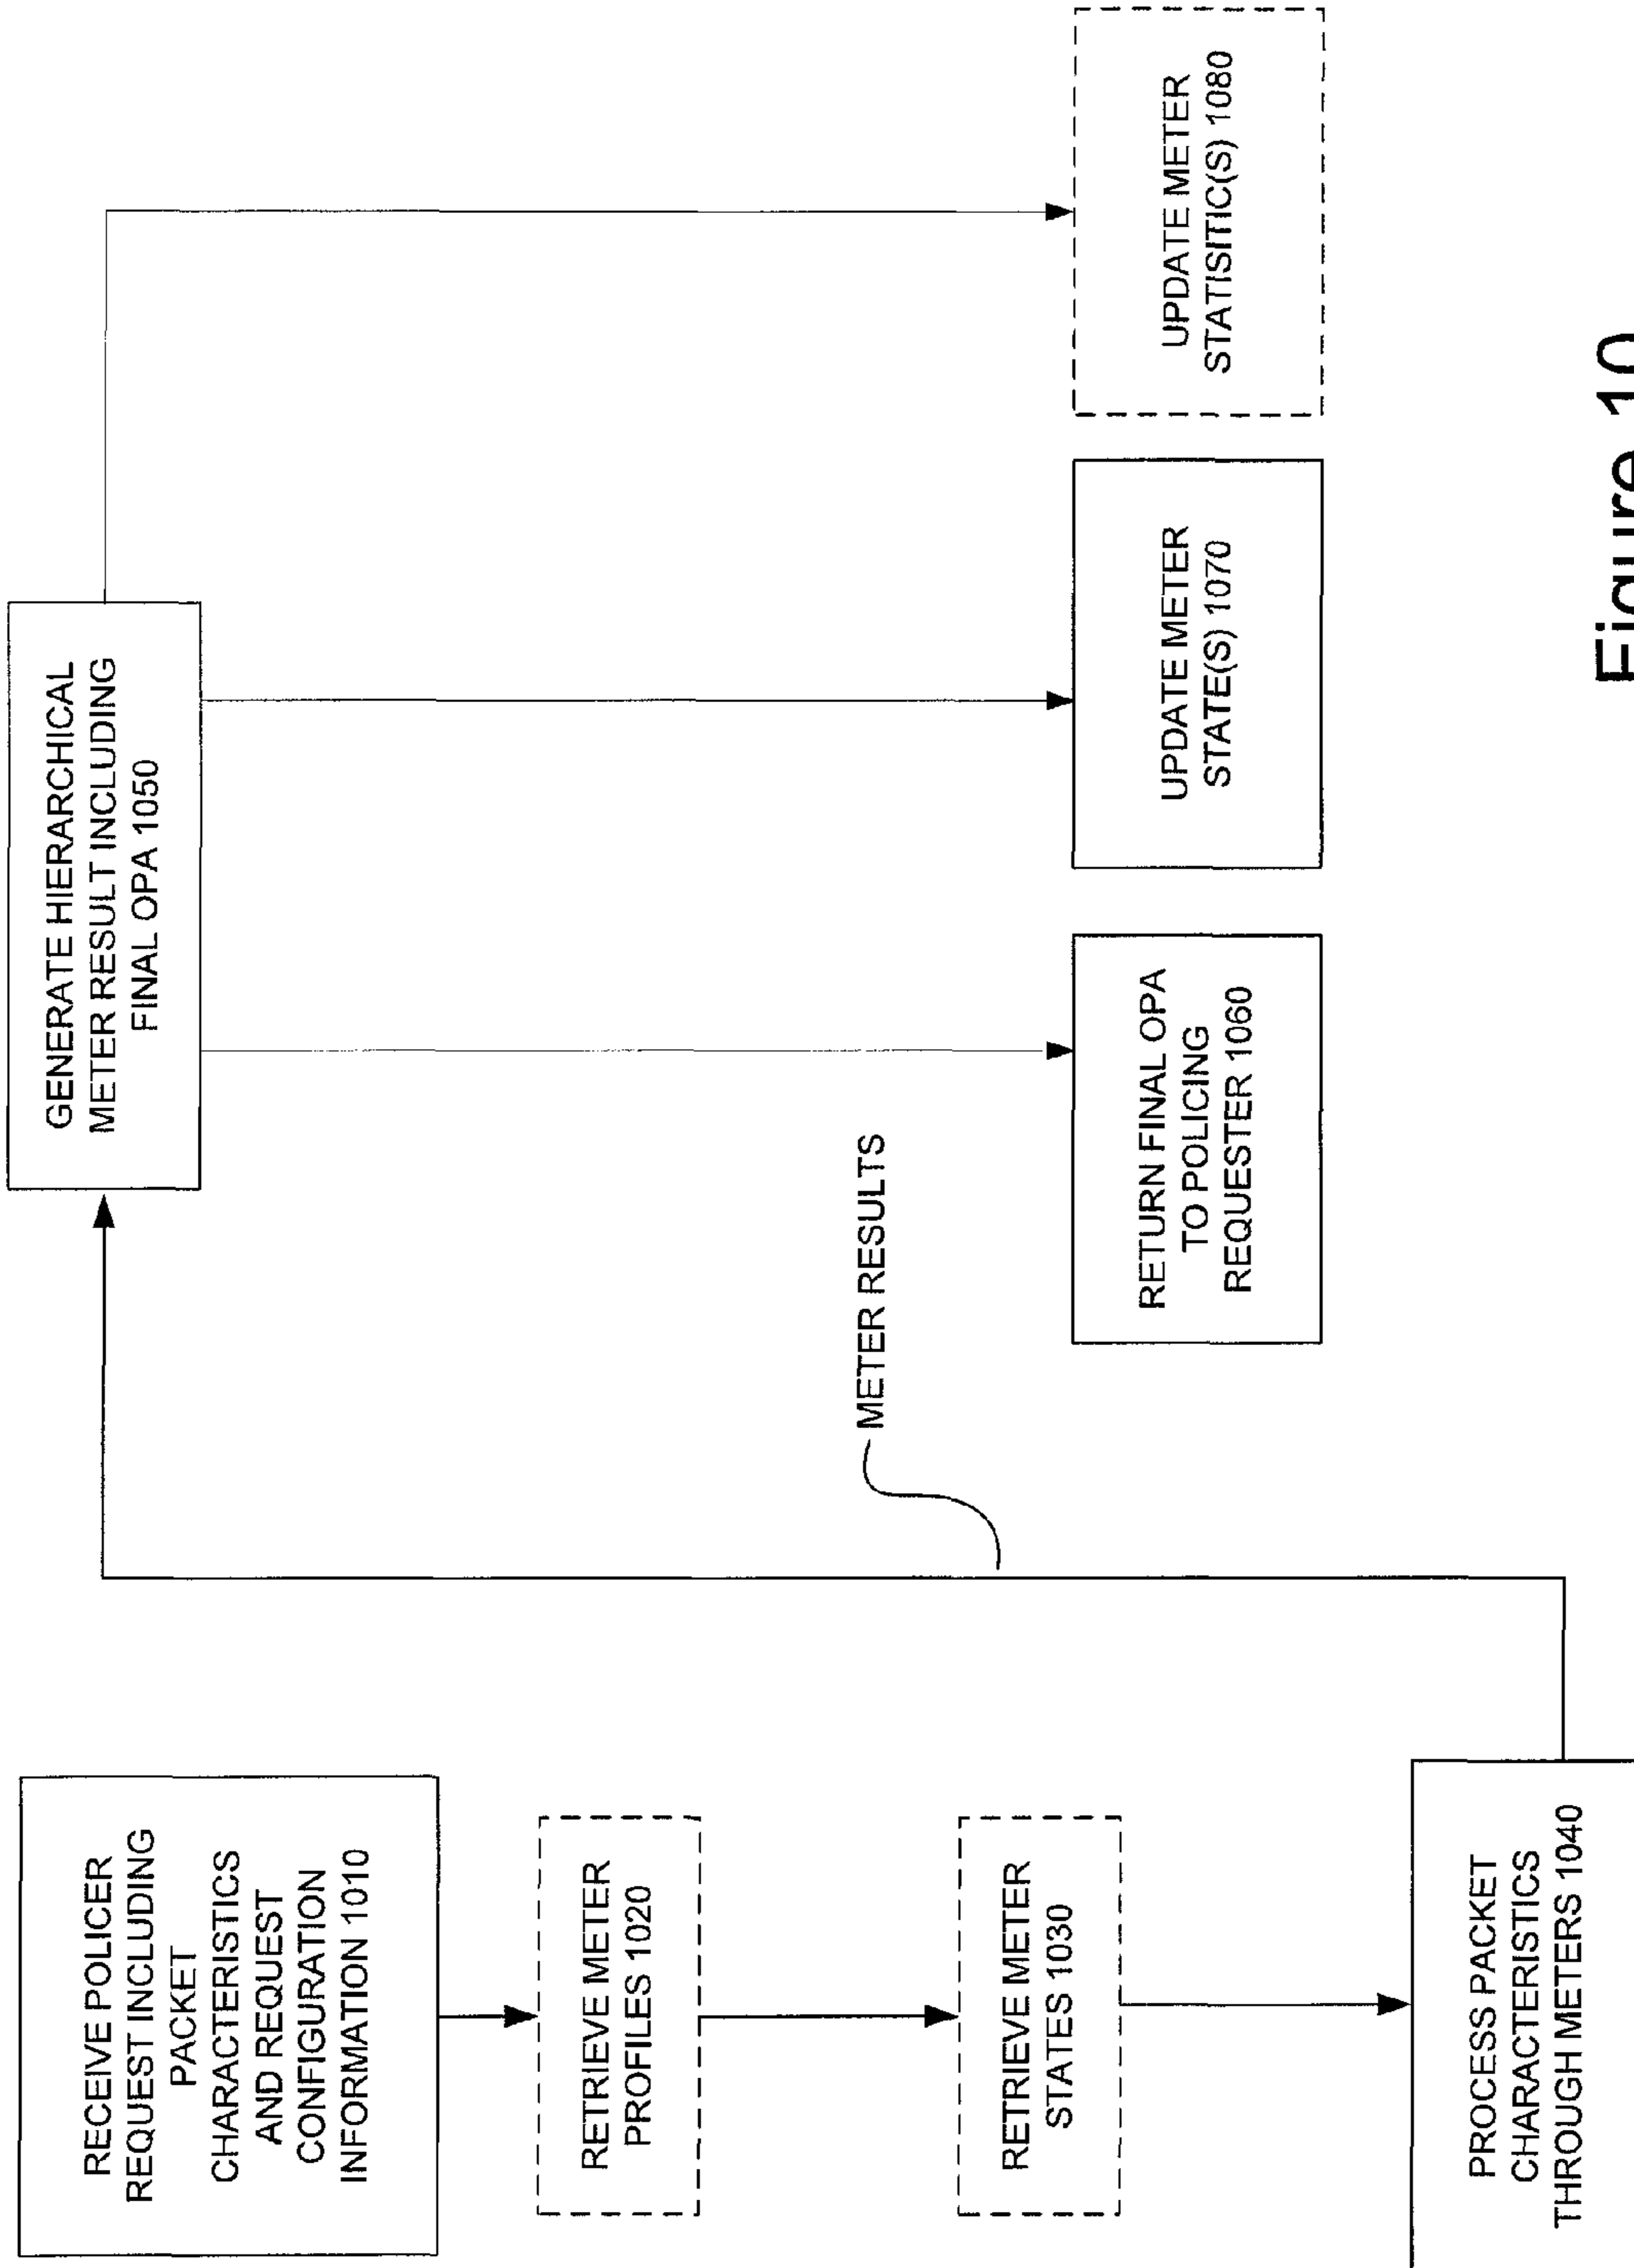 RECEIVE POLICER
REQUEST INCLUDING
PACKET
CHARACTERISTICS
AND REQUEST
CONFIGURATION
INFORMATION 1010
RETRIEVE METER
PROFILES 1020
RETRIEVE METER
STATES 1030
PROCESS PACKET
CHARACTERISTICS
THROUGH METERS 1040
METER RESULTS
GENERATE HIERARCHICAL
METER RESULT INCLUDING
FINAL OPA 1050
RETURN FINAL OPA
TO POLICING
REQUESTER 1060
UPDATE METER
STATE(S) 1070
UPDATE METER
STATISITIC(S) 1080
Figure 10